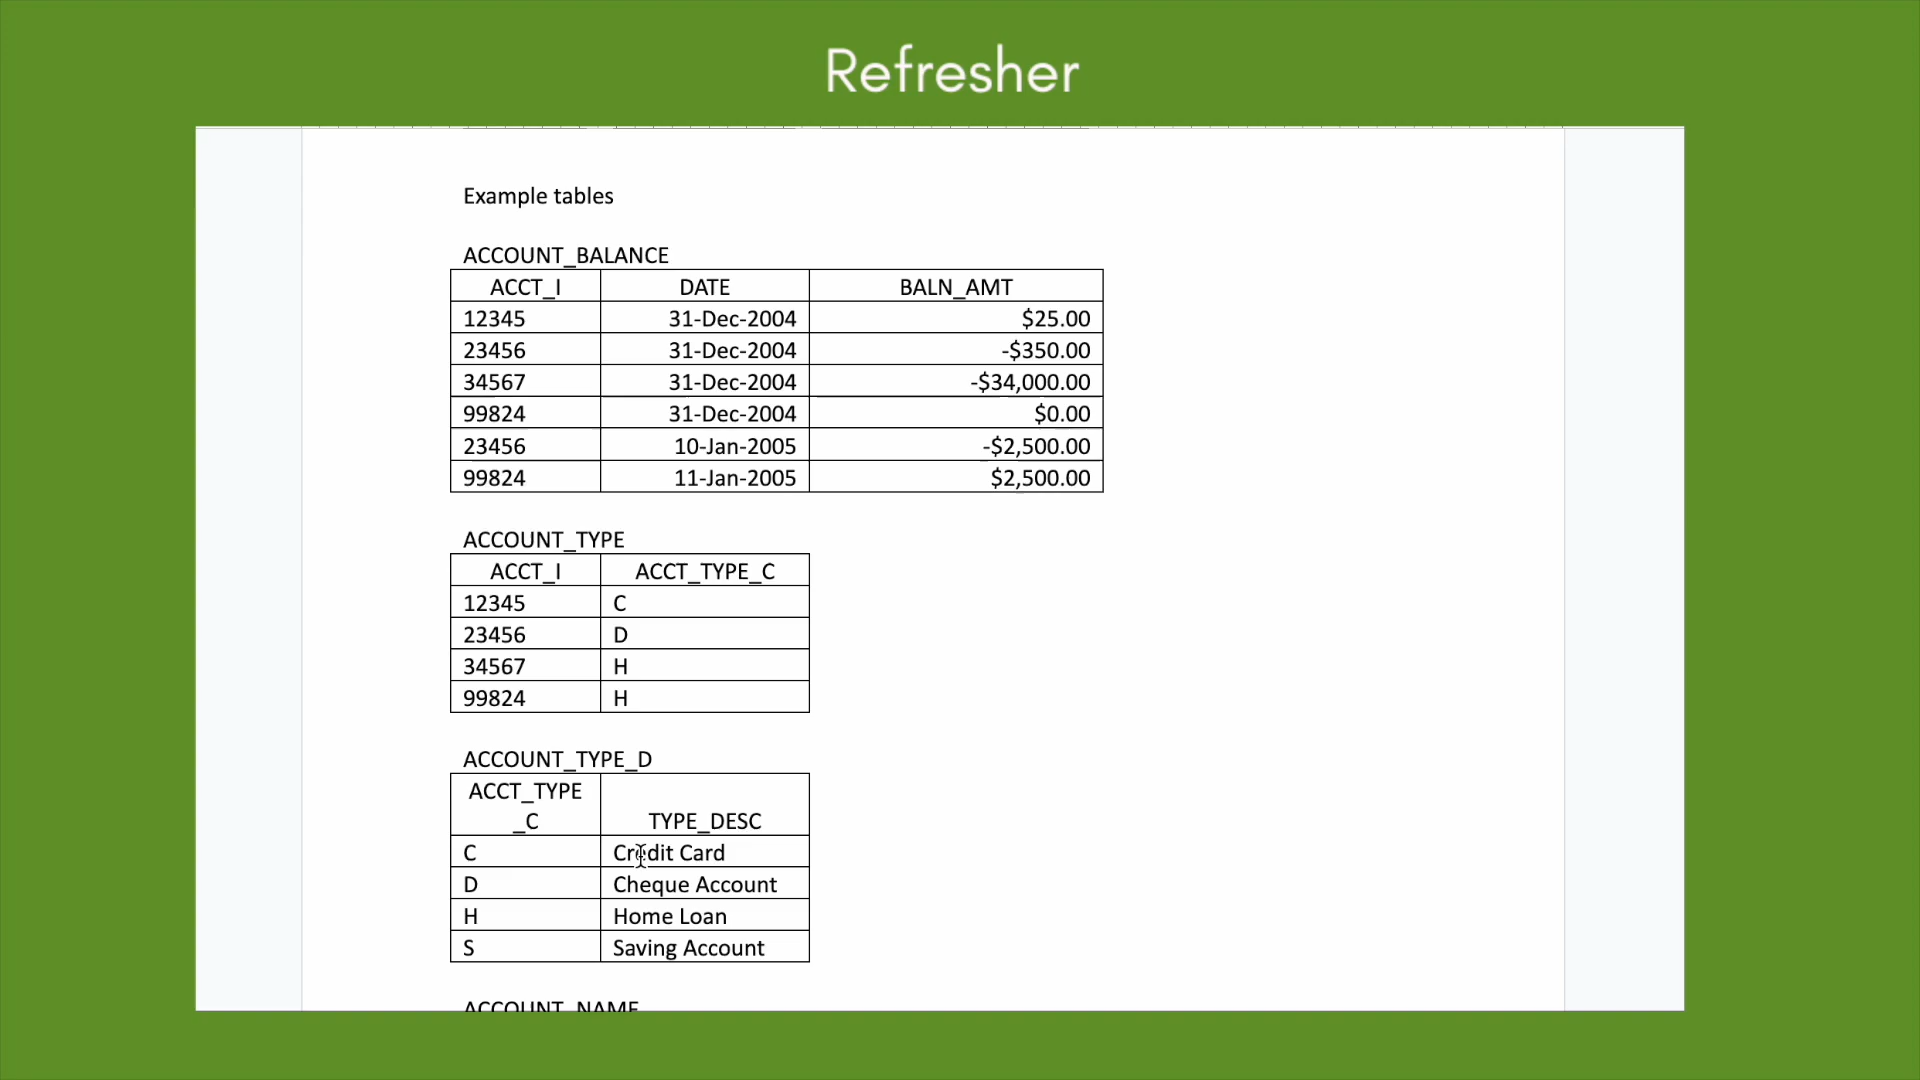 Refresher
Example tables
ACCOUNT_BALANCE
ACCT_I DATE BALN_AMT
12345 31-Dec-2004 $25.00
23456 31-Dec-2004 -$350.00
34567 31-Dec-2004 -$34,000.00
99824 31-Dec-2004 $0.00
23456 10-Jan-2005 -$2,500.00
99824 11-Jan-2005 $2,500.00
ACCOUNT_TYPE
ACCT_I ACCT_TYPE_C
12345 C
23456 D
34567 H
99824 H
ACCOUNT_TYPE_D
ACCT_TYPE
_C TYPE_DESC
C Credit Card
D Cheque Account
H Home Loan
S Saving Account
ACCOUNT_NAME